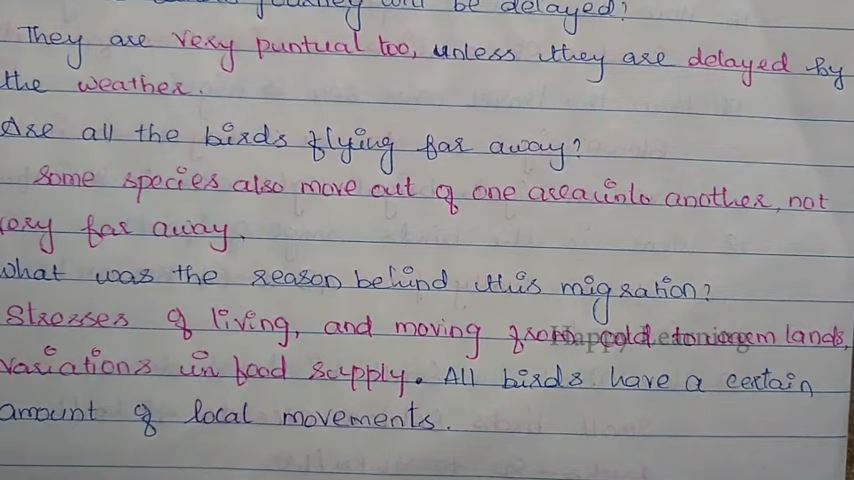 journey will be delayed?
They are very puntual too, unless they are delayed by
the weather.
Are all the birds flying far away?
Some species also move out of one area into another, not
very far away.
What was the reason behind this migration?
Stresses of living, and moving from cold to lands,
variations in food supply. All birds have a certain
amount of local movements.